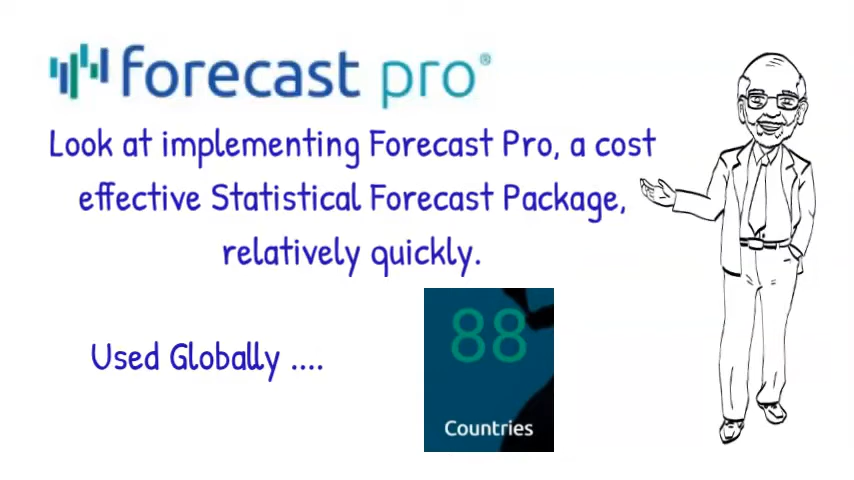 forecast pro®
Look at implementing Forecast Pro, a cost
effective Statistical Forecast Package,
relatively quickly.
Used Globally ....
88
Countries